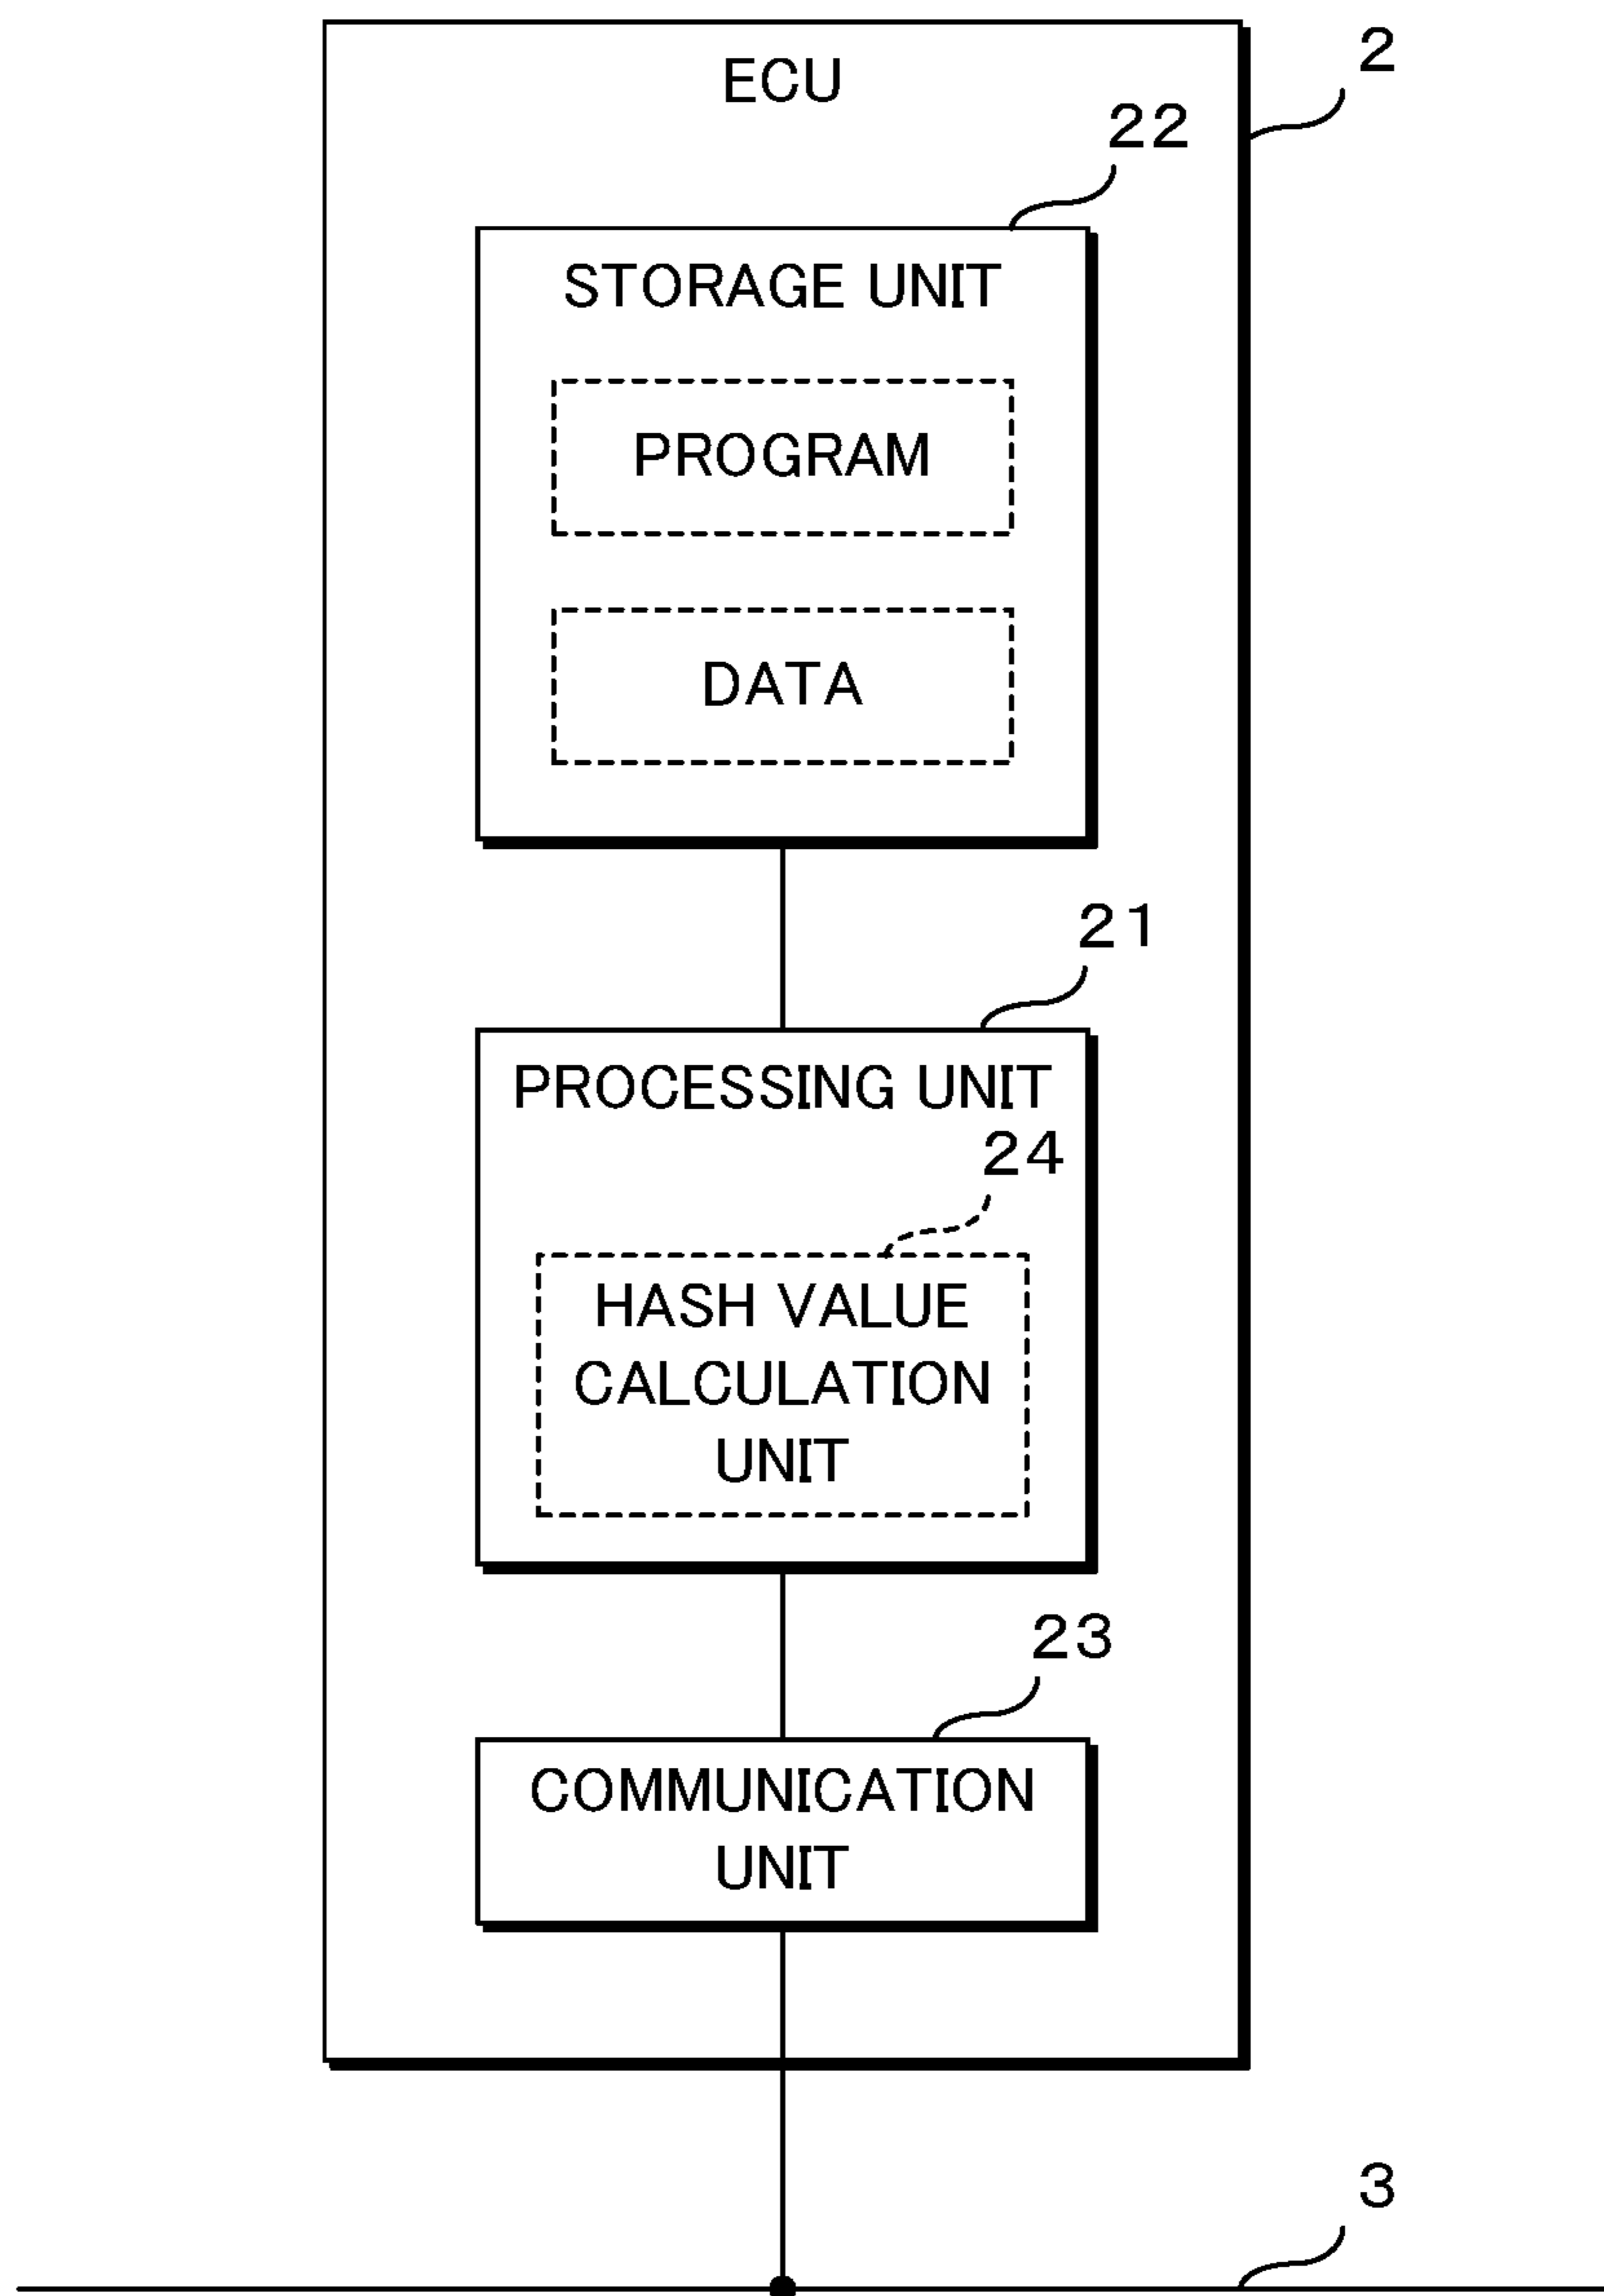 ECU
2
22
STORAGE UNIT
PROGRAM
DATA
21
PROCESSING UNIT
24
HASH VALUE
CALCULATION
UNIT
23
COMMUNICATION
UNIT
3